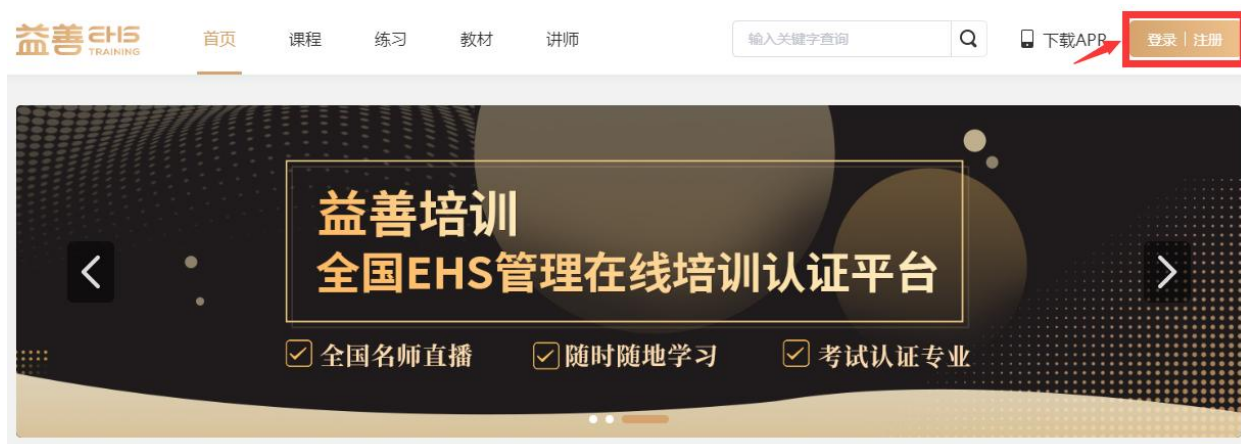 益善 EHS TRAINING
首页 课程 练习 教材 讲师 输入关键字查询 下载APP 登录 | 注册
益善培训
全国EHS管理在线培训认证平台
全国名师直播 随时随地学习 考试认证专业